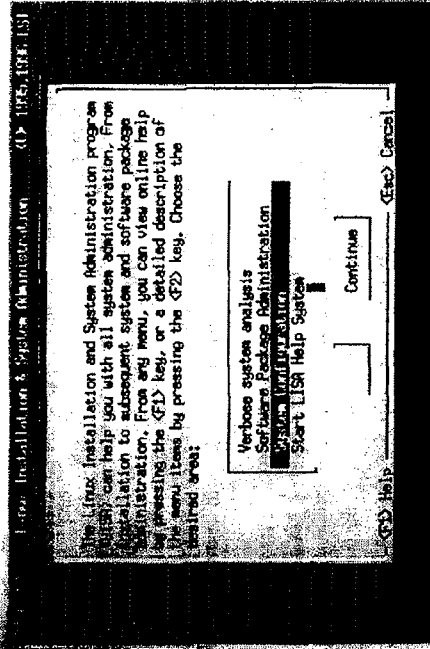 Linux Installation & System Administration (C) 1995,1996 LST
The Linux Installation and System Administration program
can help you with all system administration, from
installation to subsequent system and software package
administration. From any menu, you can view online help
by pressing the <F1> key, or a detailed description of
the menu items by pressing the <F2> key. Choose the
desired area:
Verbose system analysis
Software Package Administration
System Configuration
Start LISA Help System
Continue
<F1> Help
<Esc> Cancel